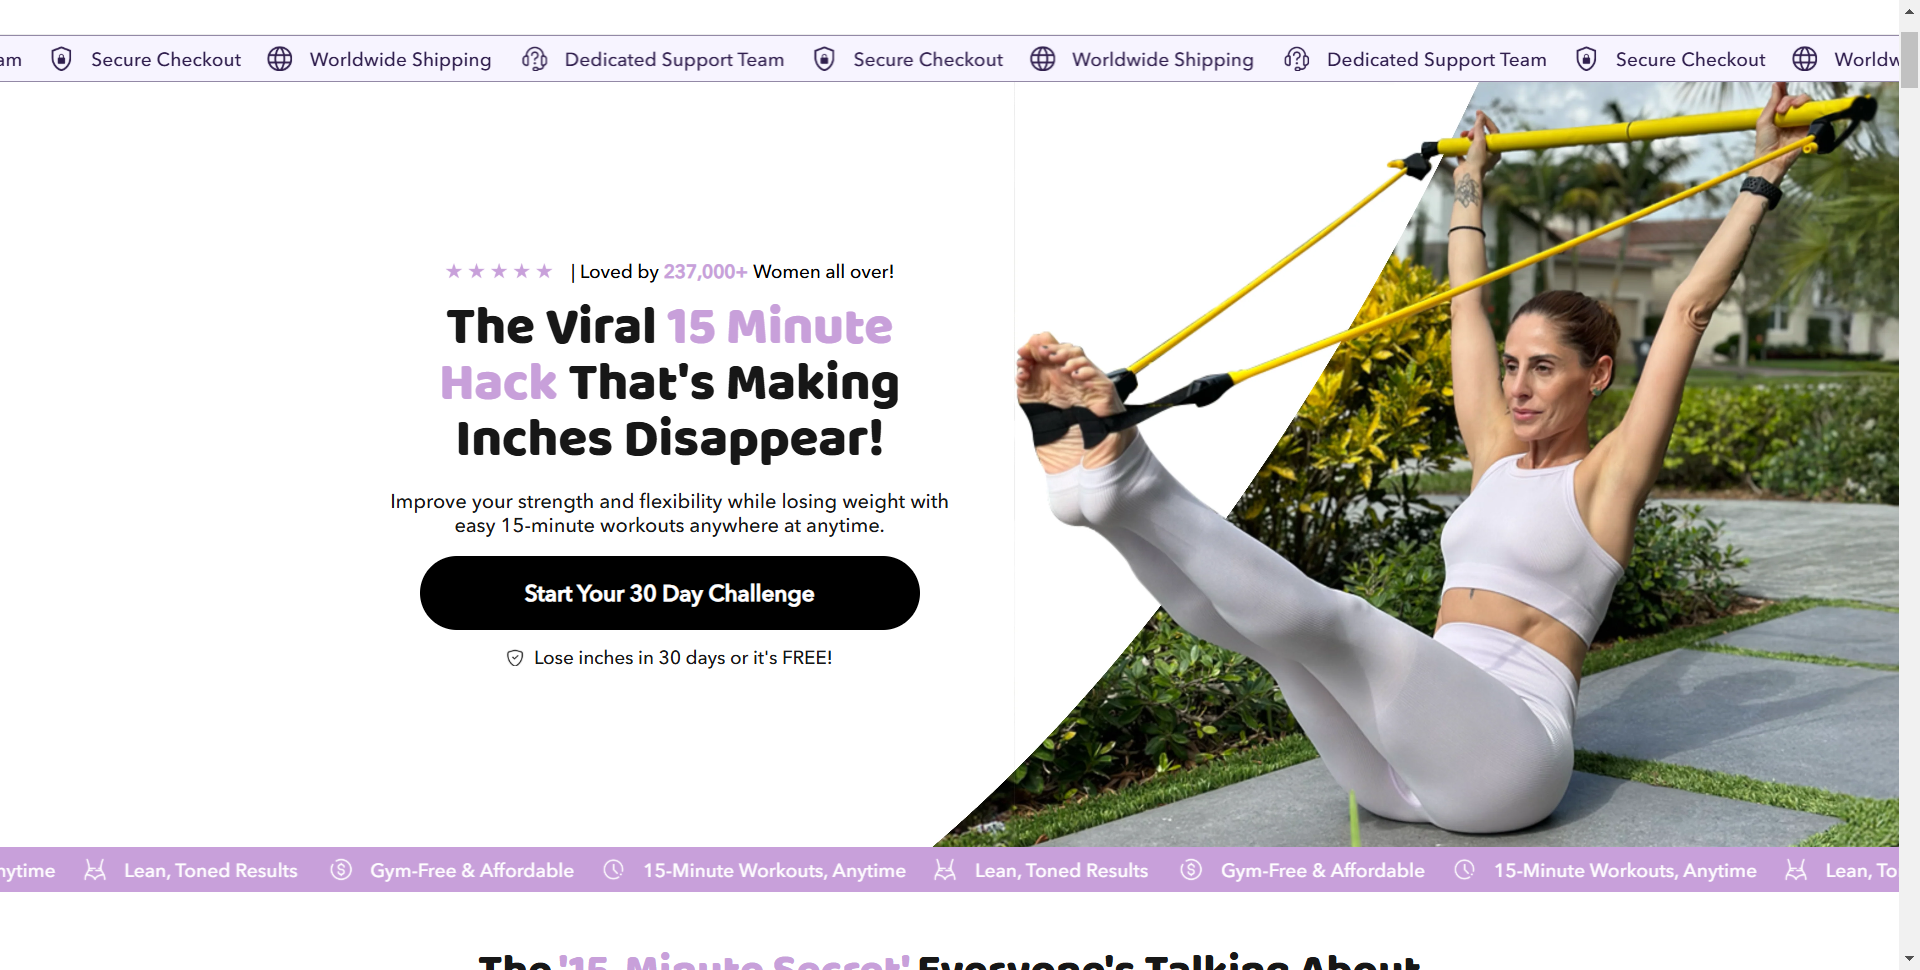 am Secure Checkout Worldwide Shipping Dedicated Support Team Secure Checkout Worldwide Shipping Dedicated Support Team Secure Checkout Worldw
★★★★★ | Loved by 237,000+ Women all over!
The Viral 15 Minute
Hack That's Making
Inches Disappear!
Improve your strength and flexibility while losing weight with
easy 15-minute workouts anywhere at anytime.
Start Your 30 Day Challenge
Lose inches in 30 days or it's FREE!
nytime Lean, Toned Results Gym-Free & Affordable 15-Minute Workouts, Anytime Lean, Toned Results Gym-Free & Affordable 15-Minute Workouts, Anytime Lean, To
The '15-Minute Secret' Everyone's Talking About